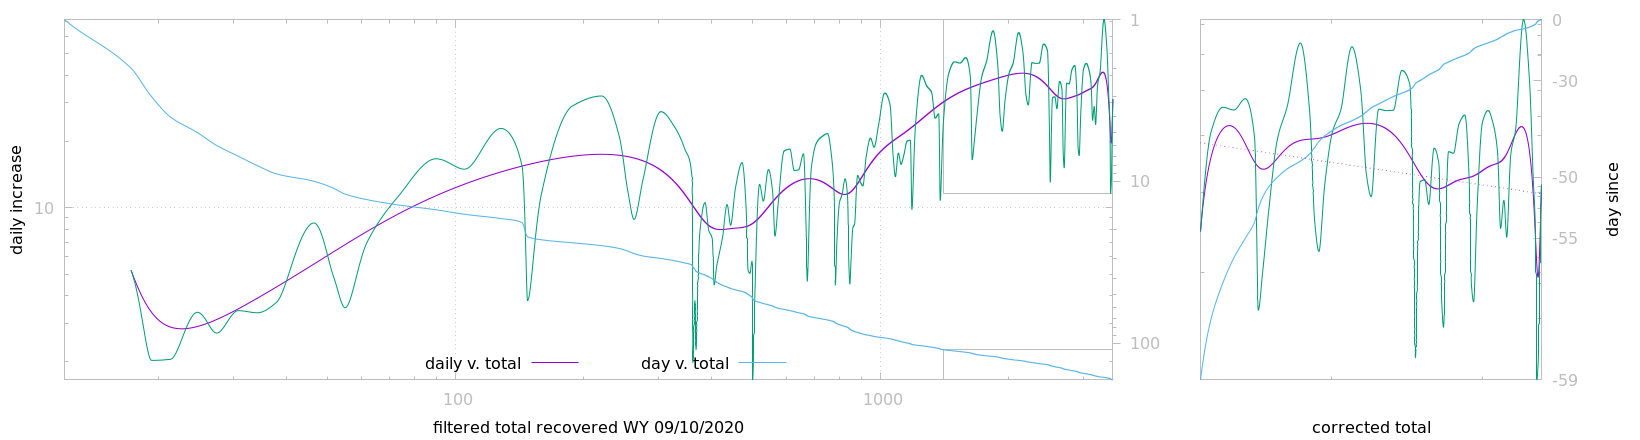 daily increase
10
100
1000
1
10
100
daily v. total
day v. total
filtered total recovered WY 09/10/2020
0
-30
-50
-55
-59
day since
corrected total